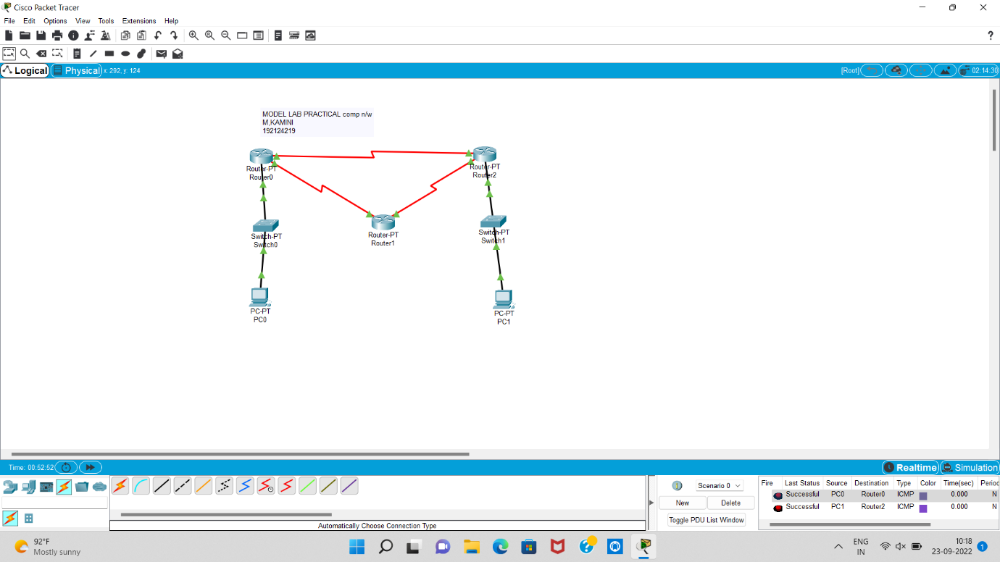 Cisco Packet Tracer
File Edit Options View Tools Extensions Help
?
Logical Physical x: 292, y: 124 [Root] 02:14:30
MODEL LAB PRACTICAL comp n/w
M,KAMINI
192124219
Router-PT
Router0
Router-PT
Router2
Router-PT
Router1
Switch-PT
Switch0
Switch-PT
Switch1
PC-PT
PC0
PC-PT
PC1
Time: 00:52:52 Realtime Simulation
Scenario 0
New Delete
Toggle PDU List Window
Fire Last Status Source Destination Type Color Time(sec) Perioc
Successful PC0 Router0 ICMP 0.000 N
Successful PC1 Router2 ICMP 0.000 N
Automatically Choose Connection Type
92°F
Mostly sunny
ENG
IN
10:18
23-09-2022
1